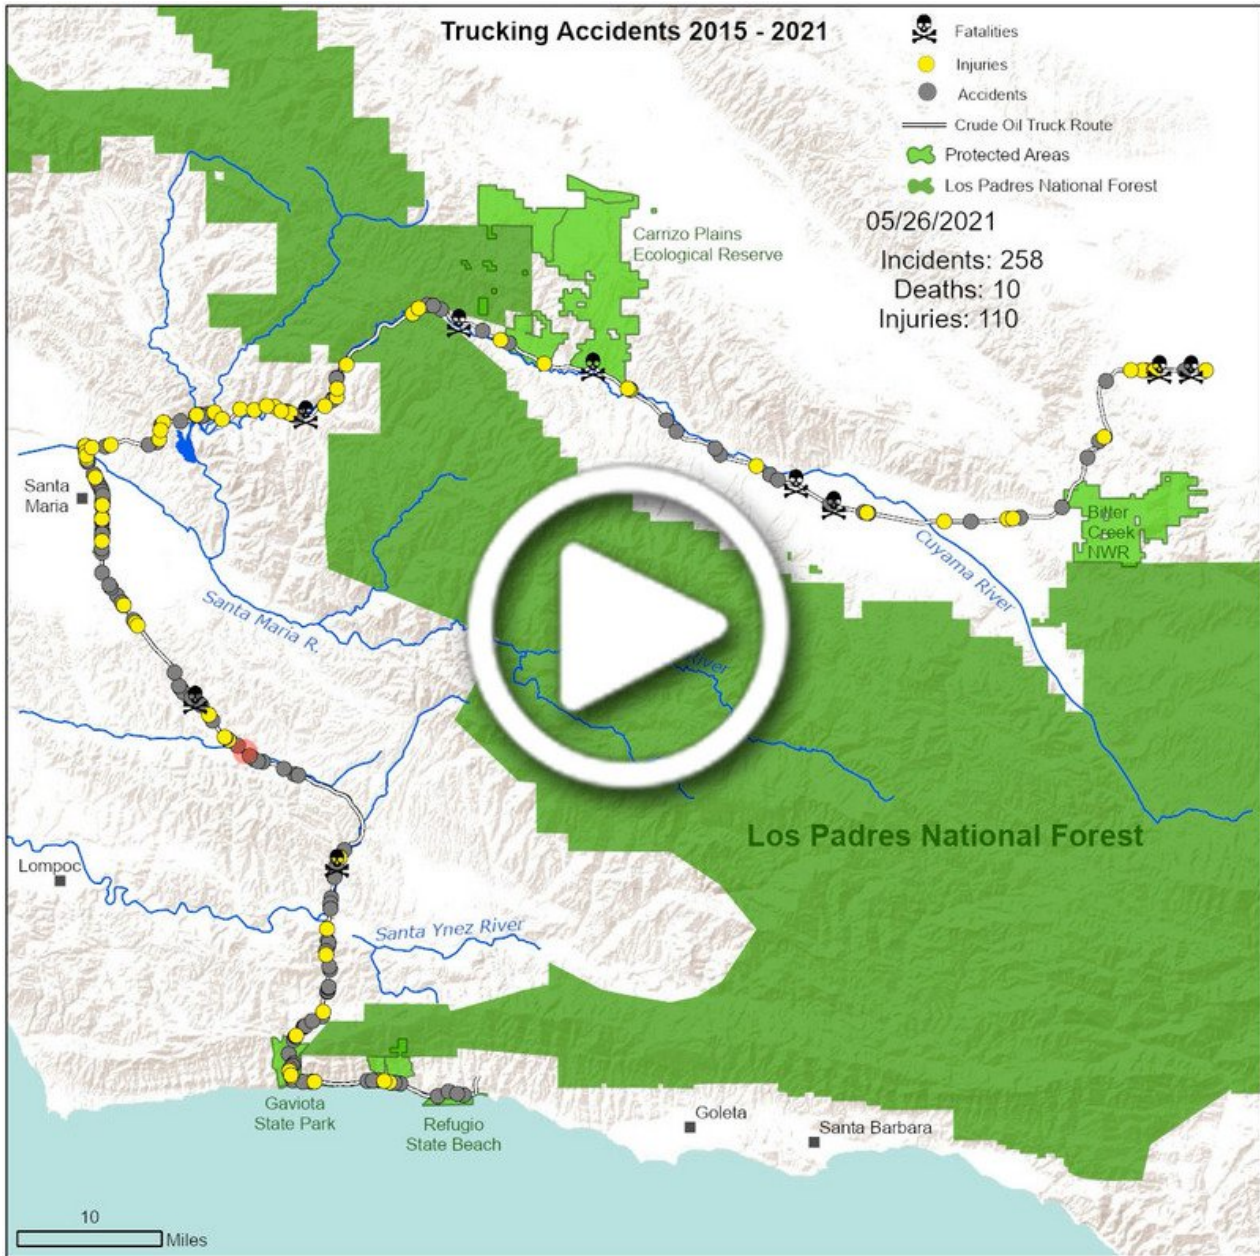 Trucking Accidents 2015 - 2021
Fatalities
Injuries
Accidents
Crude Oil Truck Route
Protected Areas
Los Padres National Forest
05/26/2021
Incidents: 258
Deaths: 10
Injuries: 110
Carrizo Plains
Ecological Reserve
Santa
Maria
Bitter
Creek
NWR
Cuyama River
Santa Maria R.
River
Los Padres National Forest
Lompoc
Santa Ynez River
Gaviota
State Park
Refugio
State Beach
Goleta
Santa Barbara
10
Miles